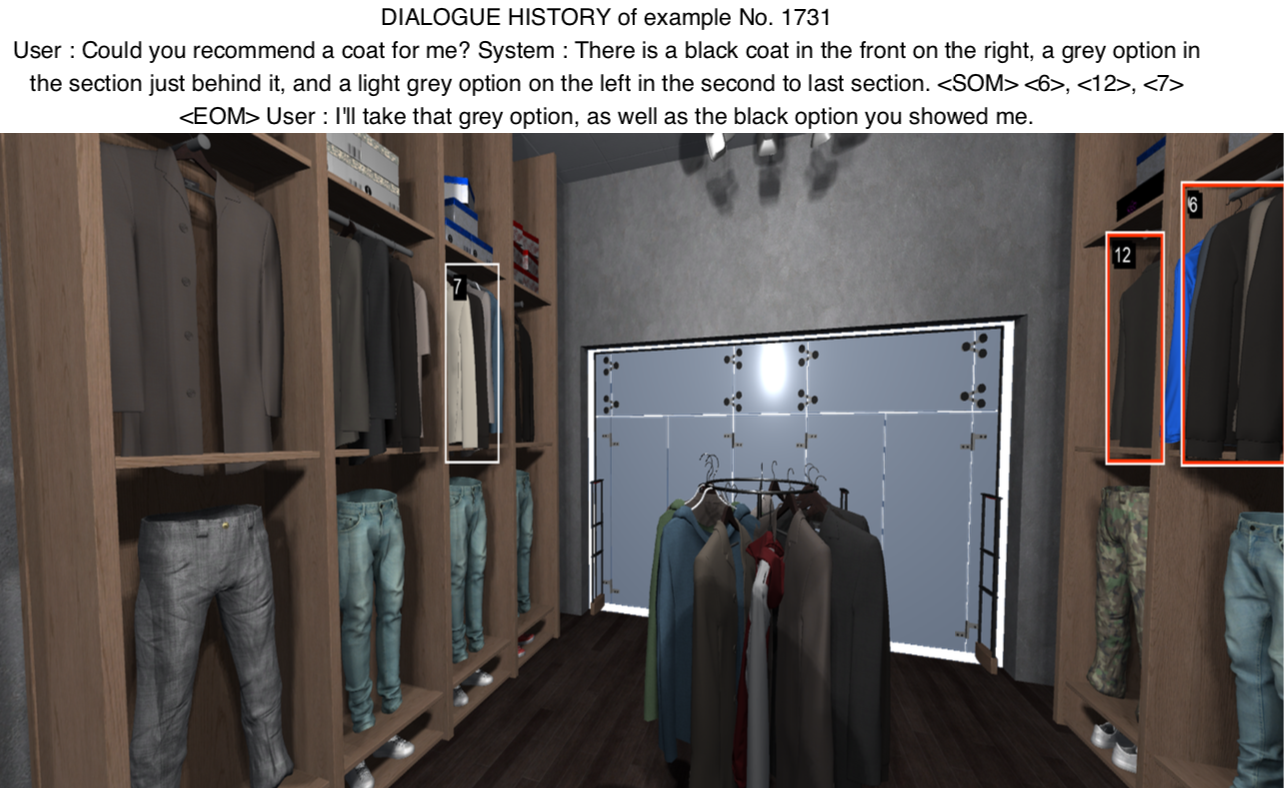 DIALOGUE HISTORY of example No. 1731
User : Could you recommend a coat for me? System : There is a black coat in the front on the right, a grey option in
the section just behind it, and a light grey option on the left in the second to last section. <SOM> <6>, <12>, <7>
<EOM> User : I'll take that grey option, as well as the black option you showed me.
6
12
7